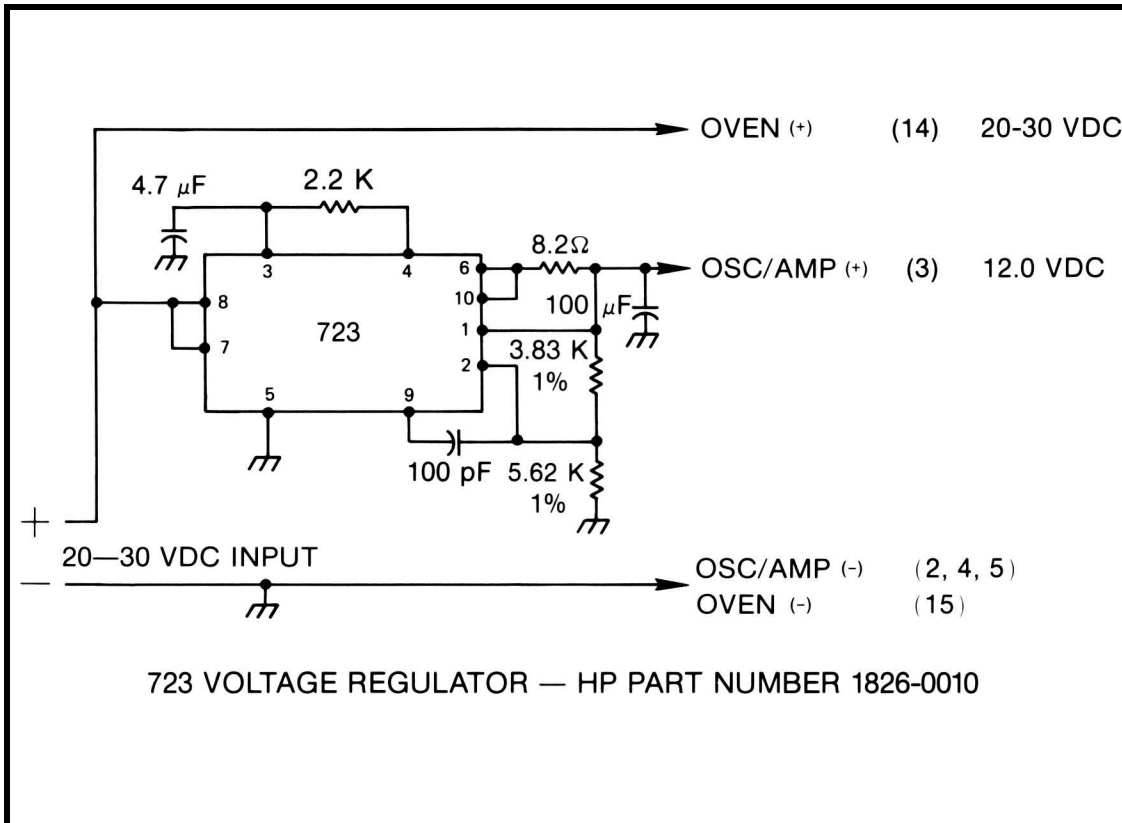 OVEN (+) (14) 20-30 VDC
4.7 μF
2.2 K
3
4
6
8.2Ω
OSC/AMP (+) (3) 12.0 VDC
8
10
100 μF
723
1
7
2
3.83 K
1%
5
9
100 pF
5.62 K
1%
+
20—30 VDC INPUT
—
OSC/AMP (-) (2, 4, 5)
OVEN (-) (15)
723 VOLTAGE REGULATOR — HP PART NUMBER 1826-0010